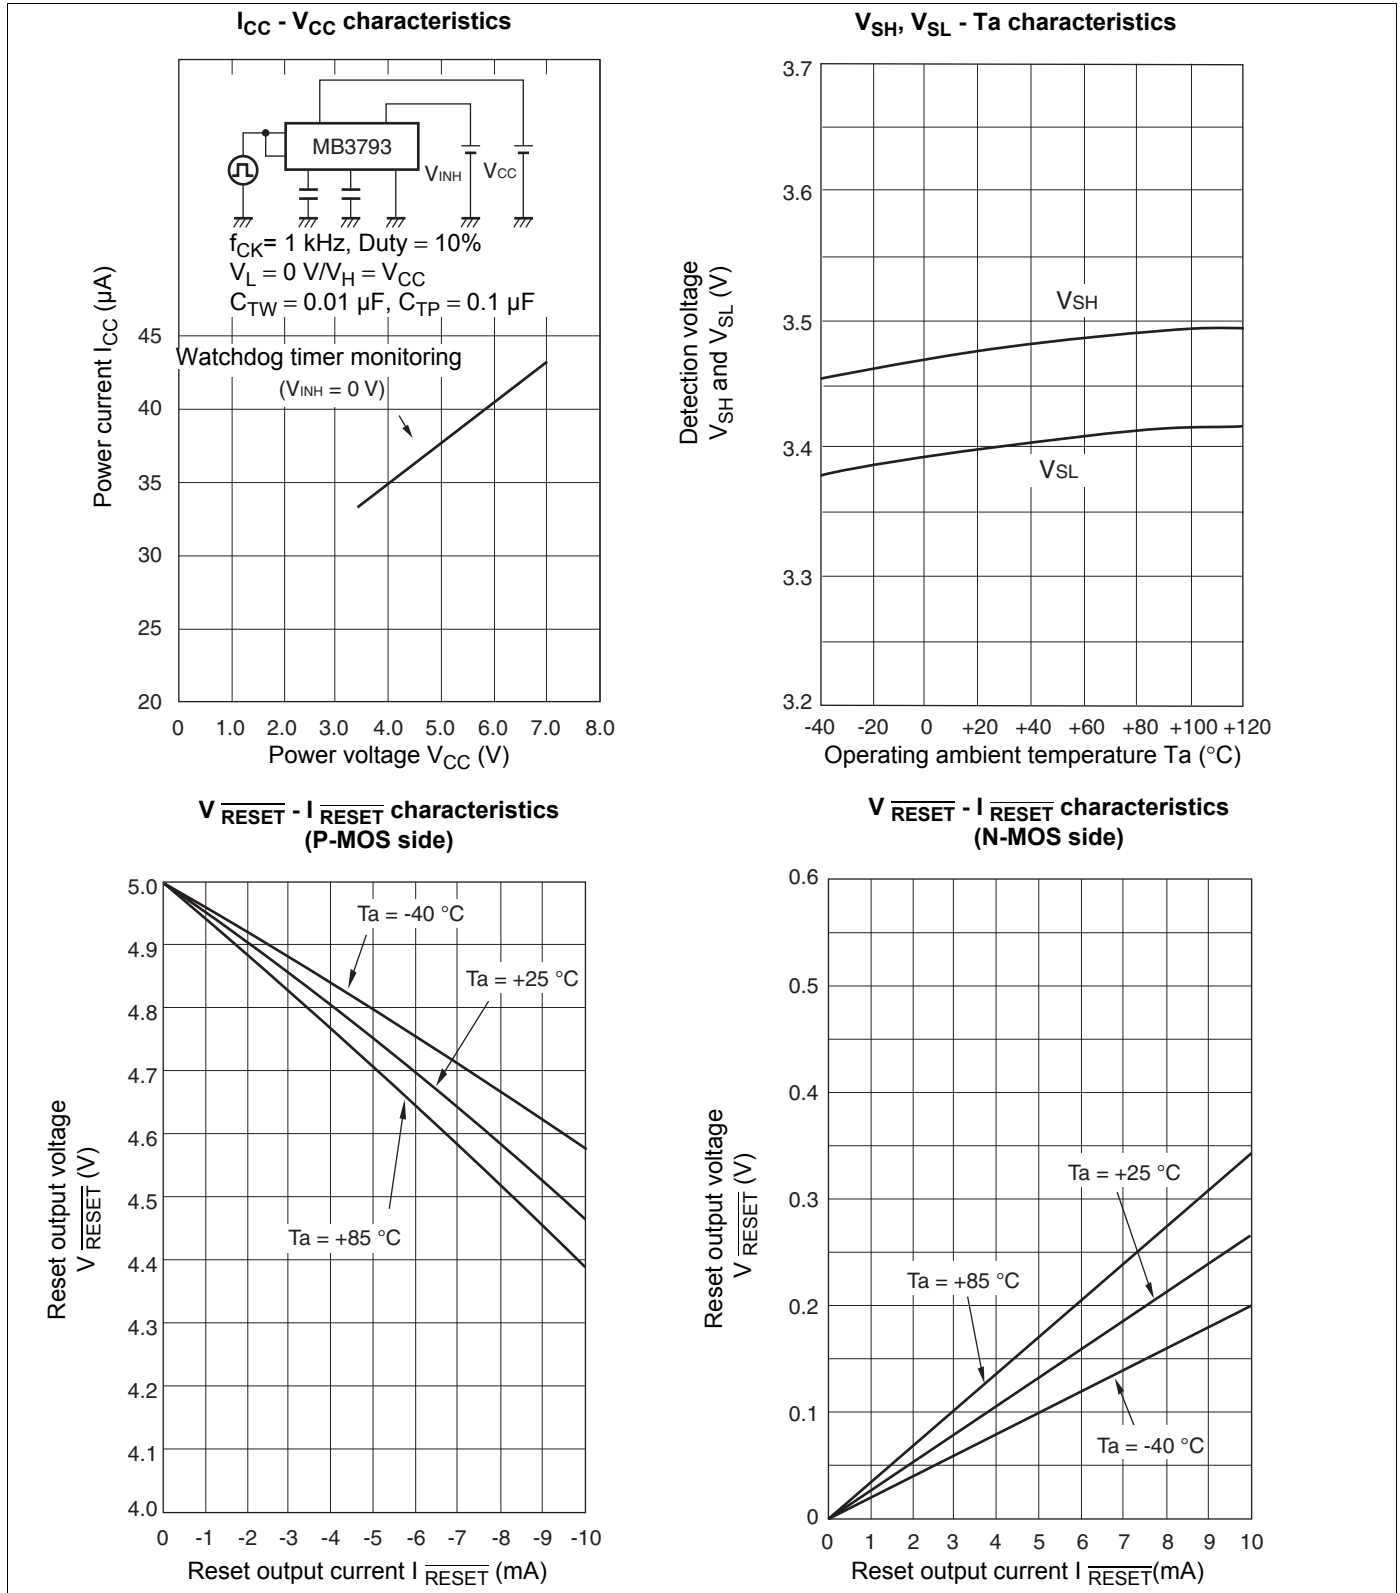 ICC - VCC characteristics
MB3793
VINH
VCC
fCK= 1 kHz, Duty = 10%
VL = 0 V/VH = VCC
CTW = 0.01 µF, CTP = 0.1 µF
Watchdog timer monitoring
(VINH = 0 V)
Power current ICC (µA)
45
40
35
30
25
20
0 1.0 2.0 3.0 4.0 5.0 6.0 7.0 8.0
Power voltage VCC (V)
VSH, VSL - Ta characteristics
Detection voltage
VSH and VSL (V)
3.7
3.6
3.5
3.4
3.3
3.2
VSH
VSL
-40 -20 0 +20 +40 +60 +80 +100 +120
Operating ambient temperature Ta (°C)
V RESET - I RESET characteristics
(P-MOS side)
Reset output voltage
V RESET (V)
5.0
4.9
4.8
4.7
4.6
4.5
4.4
4.3
4.2
4.1
4.0
Ta = -40 °C
Ta = +25 °C
Ta = +85 °C
0 -1 -2 -3 -4 -5 -6 -7 -8 -9 -10
Reset output current I RESET (mA)
V RESET - I RESET characteristics
(N-MOS side)
Reset output voltage
V RESET (V)
0.6
0.5
0.4
0.3
0.2
0.1
0
Ta = +25 °C
Ta = +85 °C
Ta = -40 °C
0 1 2 3 4 5 6 7 8 9 10
Reset output current I RESET(mA)